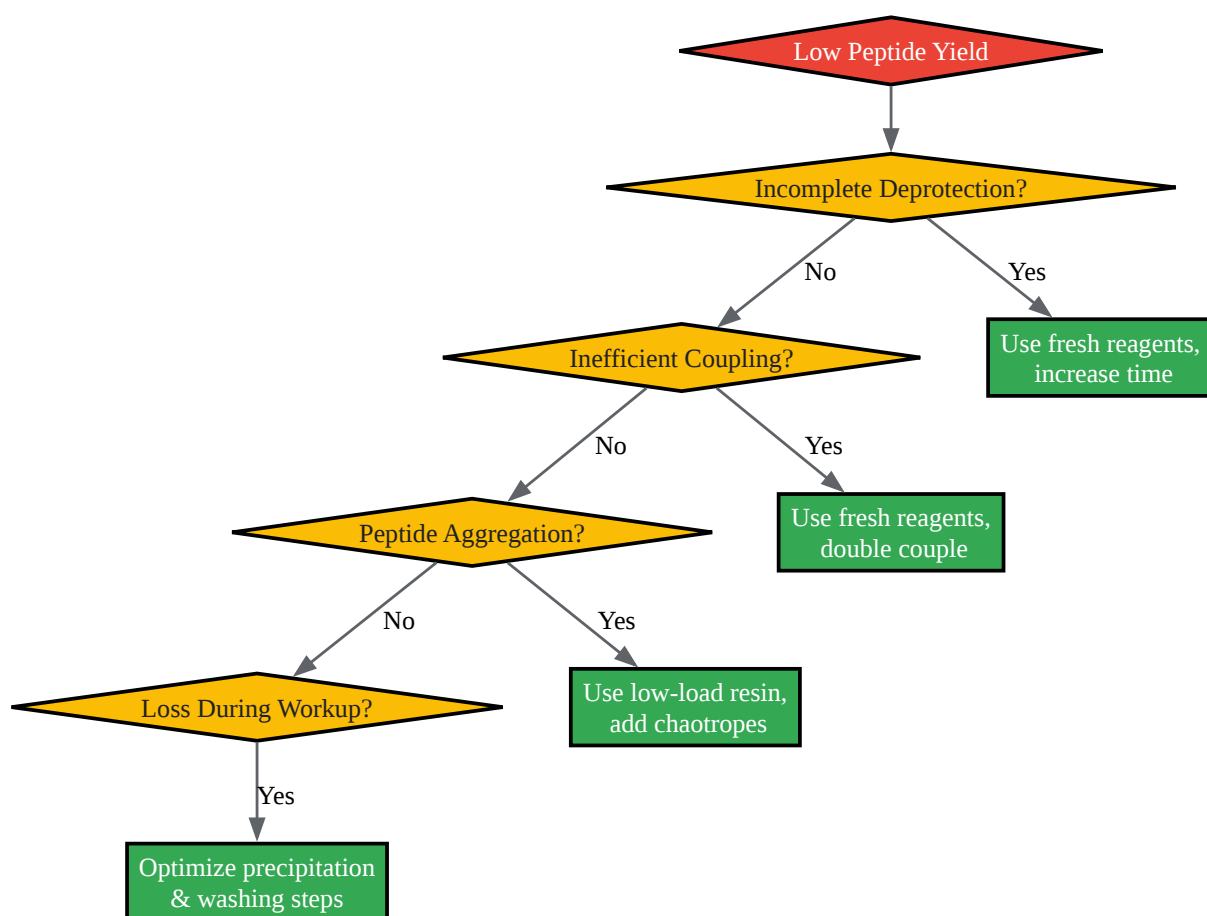 Low Peptide Yield
Incomplete Deprotection?
No
Yes
Inefficient Coupling?
Use fresh reagents,
increase time
No
Yes
Peptide Aggregation?
Use fresh reagents,
double couple
No
Yes
Loss During Workup?
Use low-load resin,
add chaotropes
Yes
Optimize precipitation
& washing steps